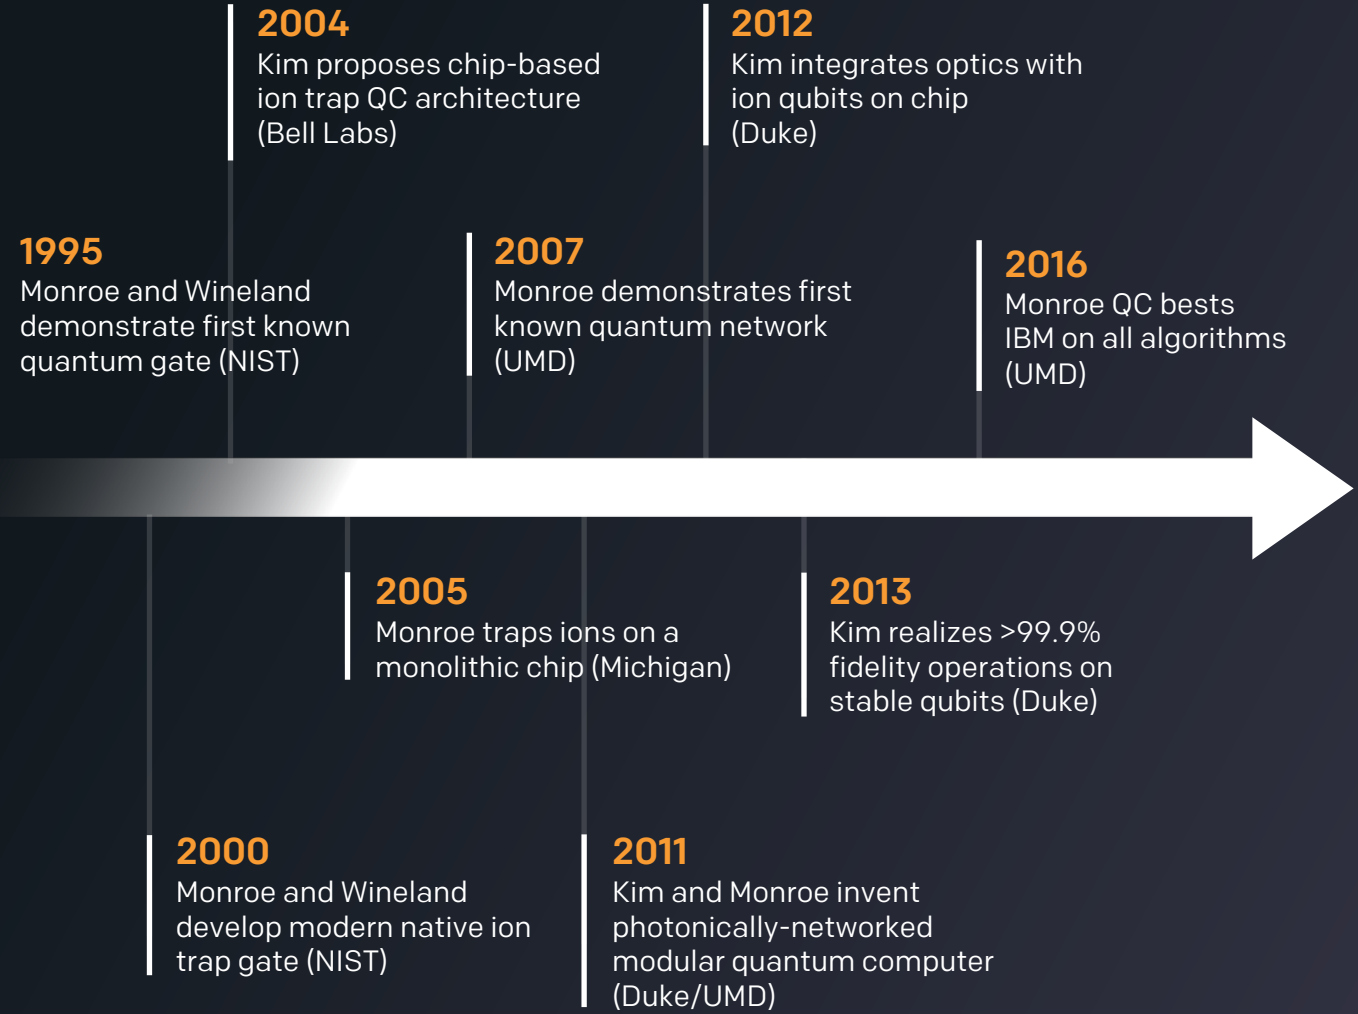 2004
Kim proposes chip-based
ion trap QC architecture
(Bell Labs)
2012
Kim integrates optics with
ion qubits on chip
(Duke)
1995
Monroe and Wineland
demonstrate first known
quantum gate (NIST)
2007
Monroe demonstrates first
known quantum network
(UMD)
2016
Monroe QC bests
IBM on all algorithms
(UMD)
2005
Monroe traps ions on a
monolithic chip (Michigan)
2013
Kim realizes >99.9%
fidelity operations on
stable qubits (Duke)
2000
Monroe and Wineland
develop modern native ion
trap gate (NIST)
2011
Kim and Monroe invent
photonically-networked
modular quantum computer
(Duke/UMD)